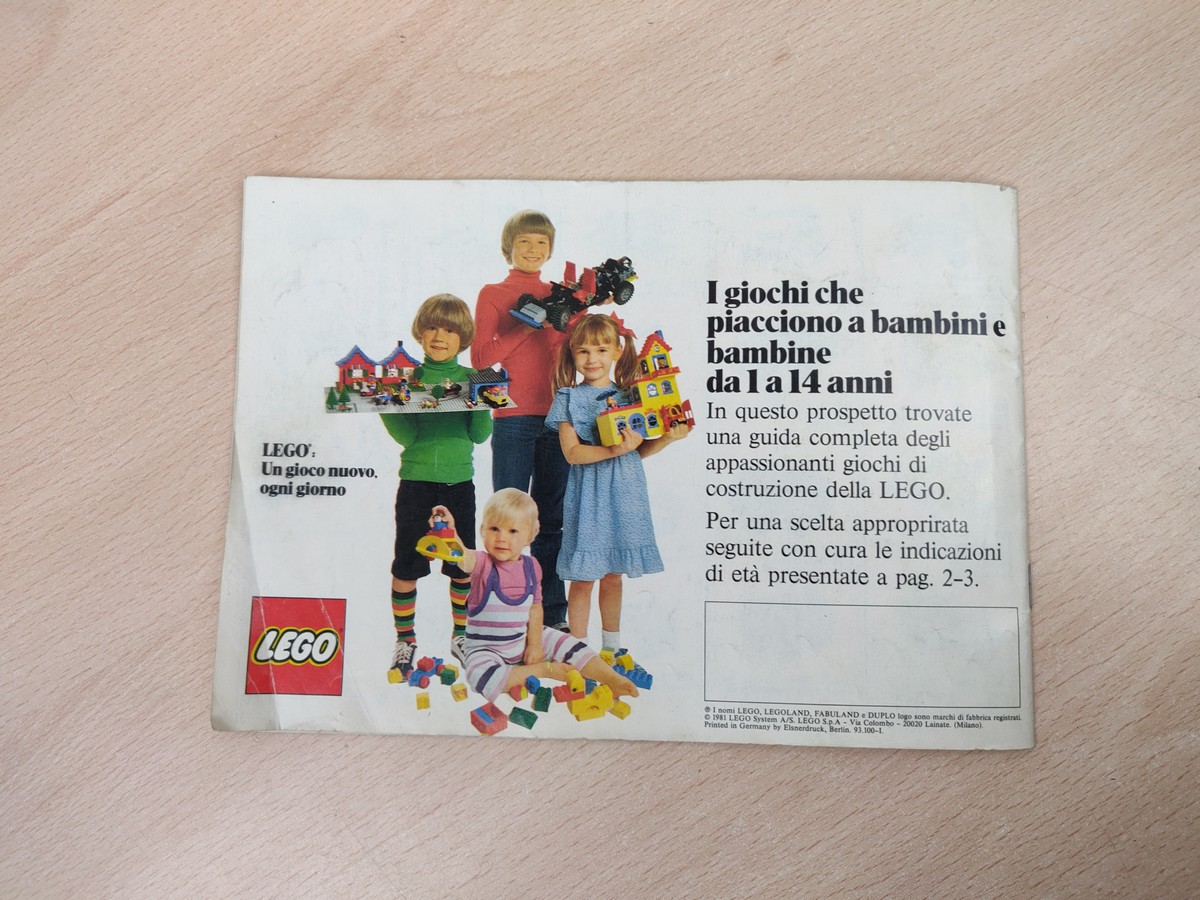 I giochi che
piacciono a bambini e
bambine
da 1 a 14 anni
In questo prospetto trovate
una guida completa degli
appassionanti giochi di
costruzione della LEGO.
Per una scelta approprirata
seguite con cura le indicazioni
di età presentate a pag. 2-3.
LEGO®:
Un gioco nuovo,
ogni giorno
LEGO
® I nomi LEGO, LEGOLAND, FABULAND e DUPLO logo sono marchi di fabbrica registrati.
© 1981 LEGO System A/S. LEGO S.p.A - Via Colombo - 20020 Lainate. (Milano).
Printed in Germany by Elsnerdruck, Berlin. 93.100-I.